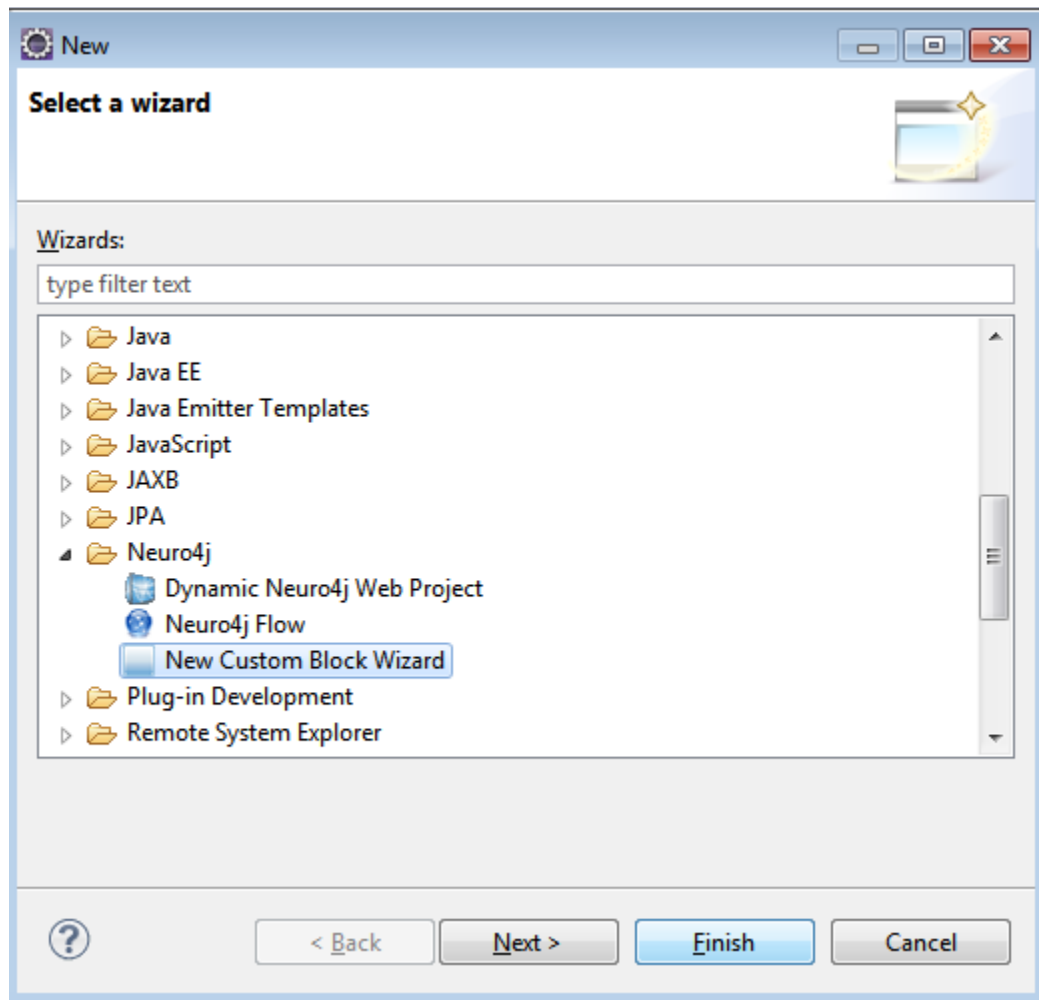 New
Select a wizard
Wizards:
type filter text
Java
Java EE
Java Emitter Templates
JavaScript
JAXB
JPA
Neuro4j
Dynamic Neuro4j Web Project
Neuro4j Flow
New Custom Block Wizard
Plug-in Development
Remote System Explorer
? < Back Next > Finish Cancel